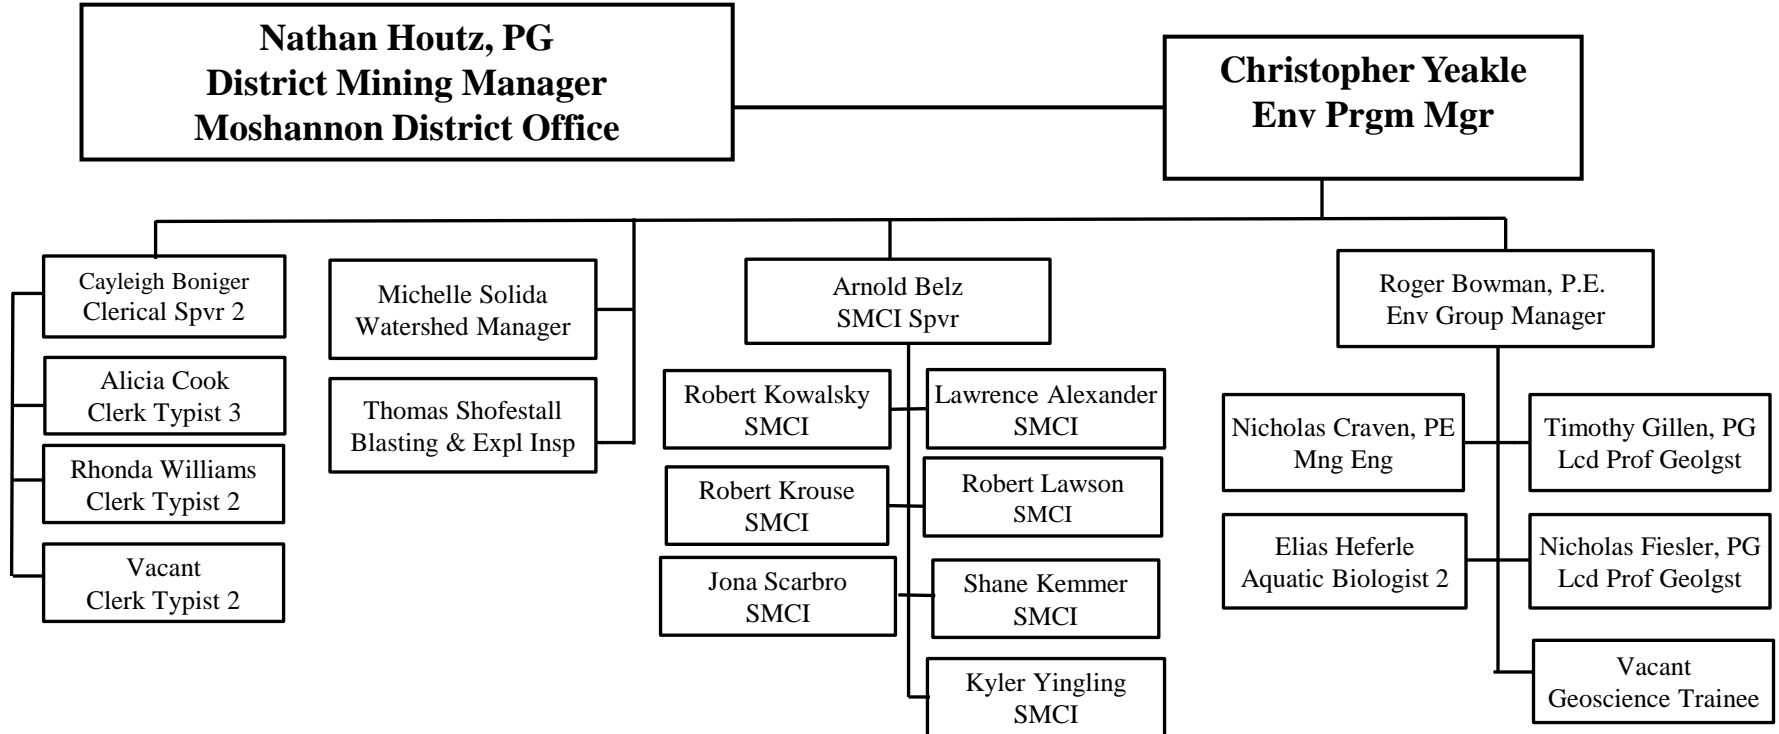 Nathan Houtz, PG
District Mining Manager
Moshannon District Office
Christopher Yeakle
Env Prgm Mgr
Cayleigh Boniger
Clerical Spvr 2
Alicia Cook
Clerk Typist 3
Rhonda Williams
Clerk Typist 2
Vacant
Clerk Typist 2
Michelle Solida
Watershed Manager
Thomas Shofestall
Blasting & Expl Insp
Arnold Belz
SMCI Spvr
Robert Kowalsky
SMCI
Lawrence Alexander
SMCI
Robert Krouse
SMCI
Robert Lawson
SMCI
Jona Scarbro
SMCI
Shane Kemmer
SMCI
Kyler Yingling
SMCI
Roger Bowman, P.E.
Env Group Manager
Nicholas Craven, PE
Mng Eng
Timothy Gillen, PG
Lcd Prof Geolgst
Elias Heferle
Aquatic Biologist 2
Nicholas Fiesler, PG
Lcd Prof Geolgst
Vacant
Geoscience Trainee